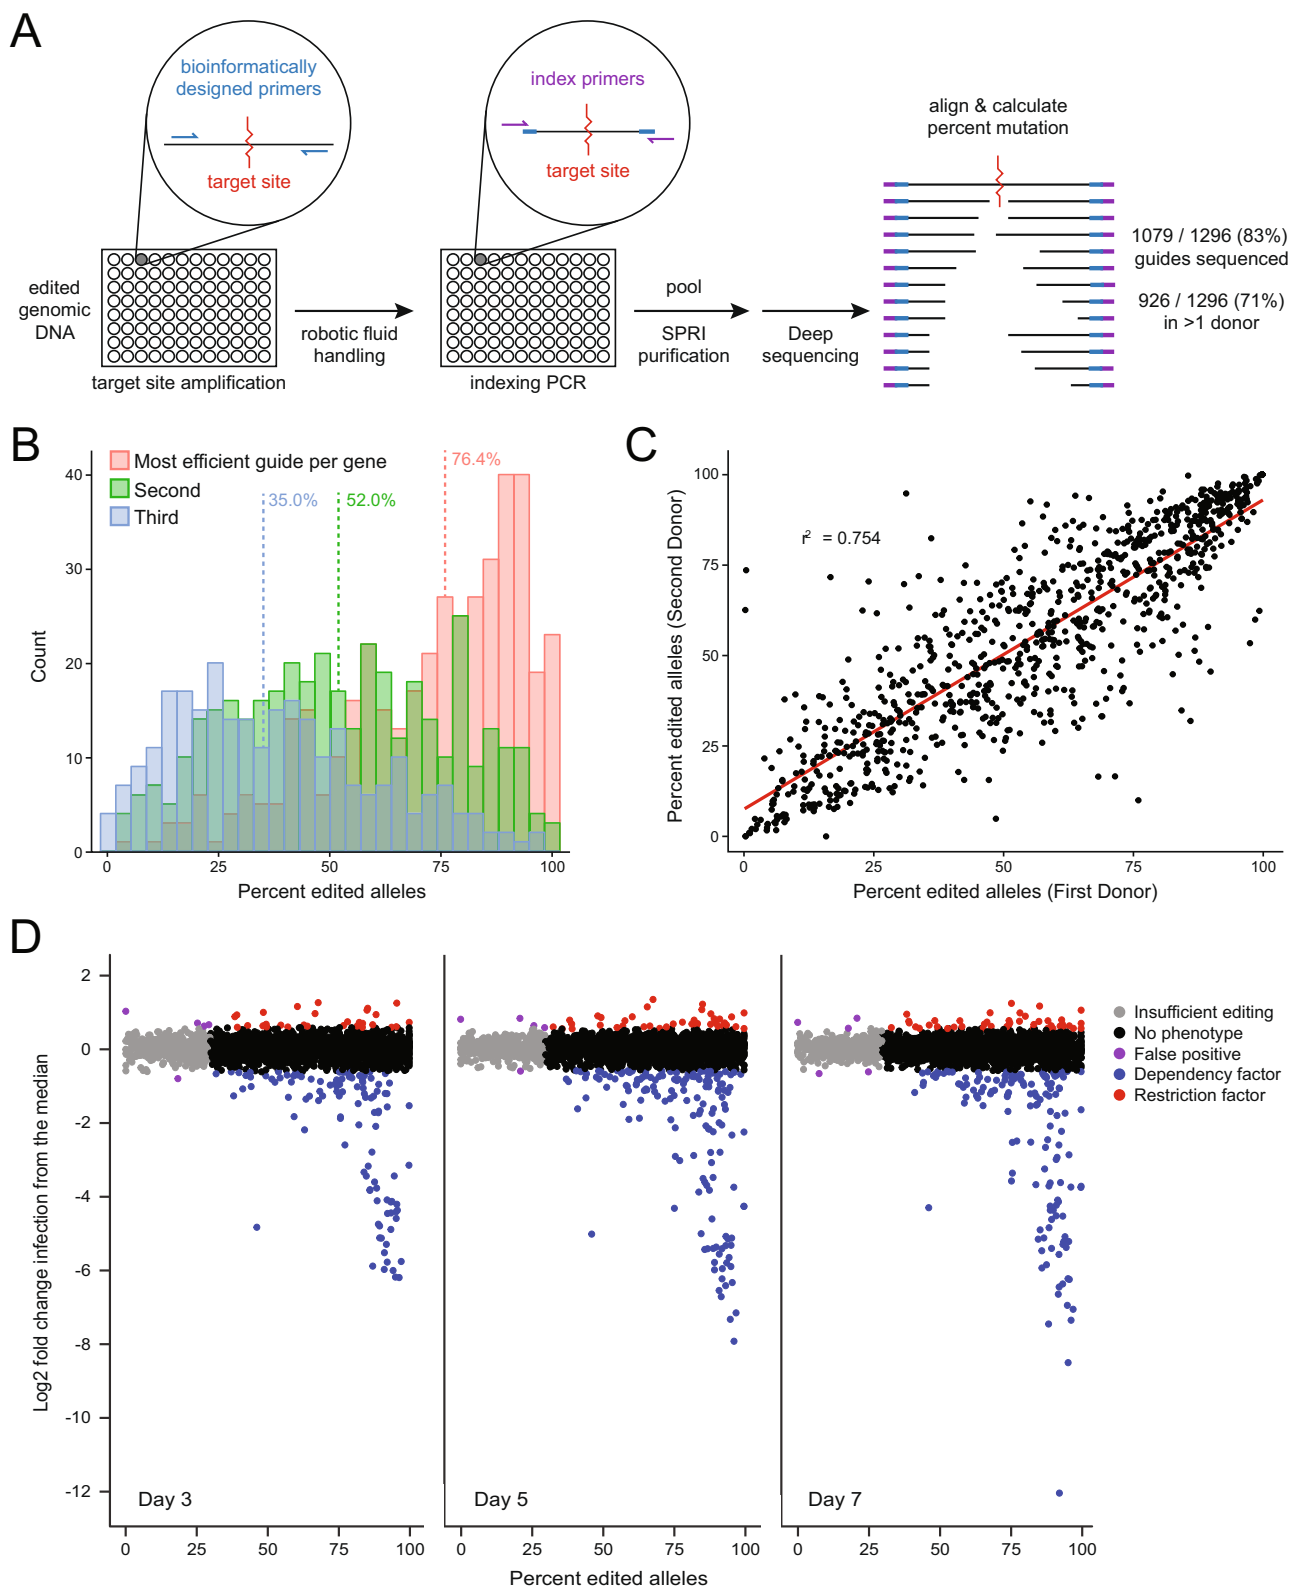 A
bioinformatically
designed primers
target site
index primers
target site
align & calculate
percent mutation
edited
genomic
DNA
robotic fluid
handling
pool
SPRI
purification
Deep
sequencing
1079 / 1296 (83%)
guides sequenced
926 / 1296 (71%)
in >1 donor
target site amplification
indexing PCR
B
Most efficient guide per gene
Second
Third
35.0%
52.0%
76.4%
Count
40
30
20
10
0
0
25
50
75
100
Percent edited alleles
C
r² = 0.754
Percent edited alleles (Second Donor)
100
75
50
25
0
0
25
50
75
100
Percent edited alleles (First Donor)
D
Log2 fold change infection from the median
2
0
-2
-4
-6
-8
-10
-12
Day 3
Day 5
Day 7
0
25
50
75
100
0
25
50
75
100
0
25
50
75
100
Percent edited alleles
Insufficient editing
No phenotype
False positive
Dependency factor
Restriction factor